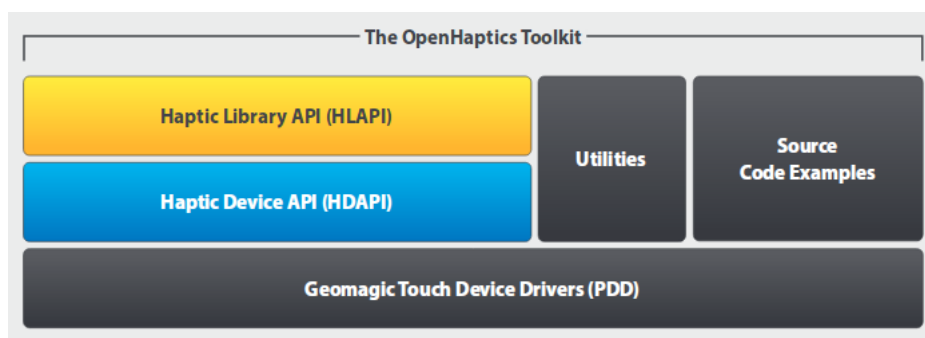 The OpenHaptics Toolkit
Haptic Library API (HLAPI)
Haptic Device API (HDAPI)
Utilities
Source
Code Examples
Geomagic Touch Device Drivers (PDD)